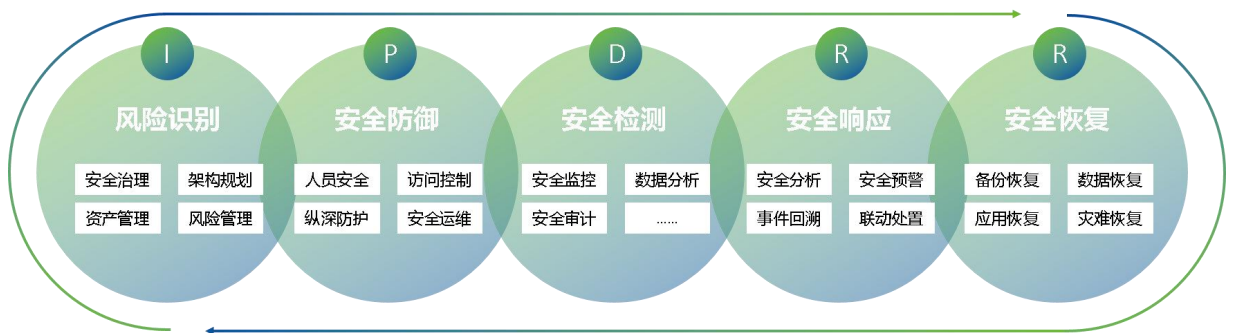 I P D R R
风险识别 安全防御 安全检测 安全响应 安全恢复
安全治理 架构规划 人员安全 访问控制 安全监控 数据分析 安全分析 安全预警 备份恢复 数据恢复
资产管理 风险管理 纵深防护 安全运维 安全审计 …… 事件回溯 联动处置 应用恢复 灾难恢复